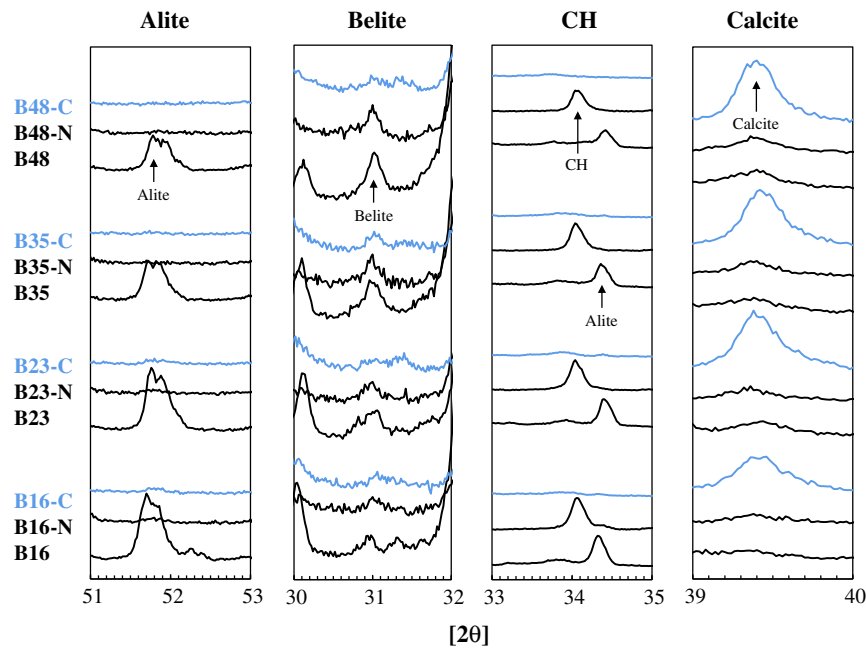 Alite Belite CH Calcite
B48-C
B48-N
B48
Alite
Belite
CH
Calcite
B35-C
B35-N
B35
Alite
B23-C
B23-N
B23
B16-C
B16-N
B16
51 52 53 30 31 32 33 34 35 39 40
[2θ]